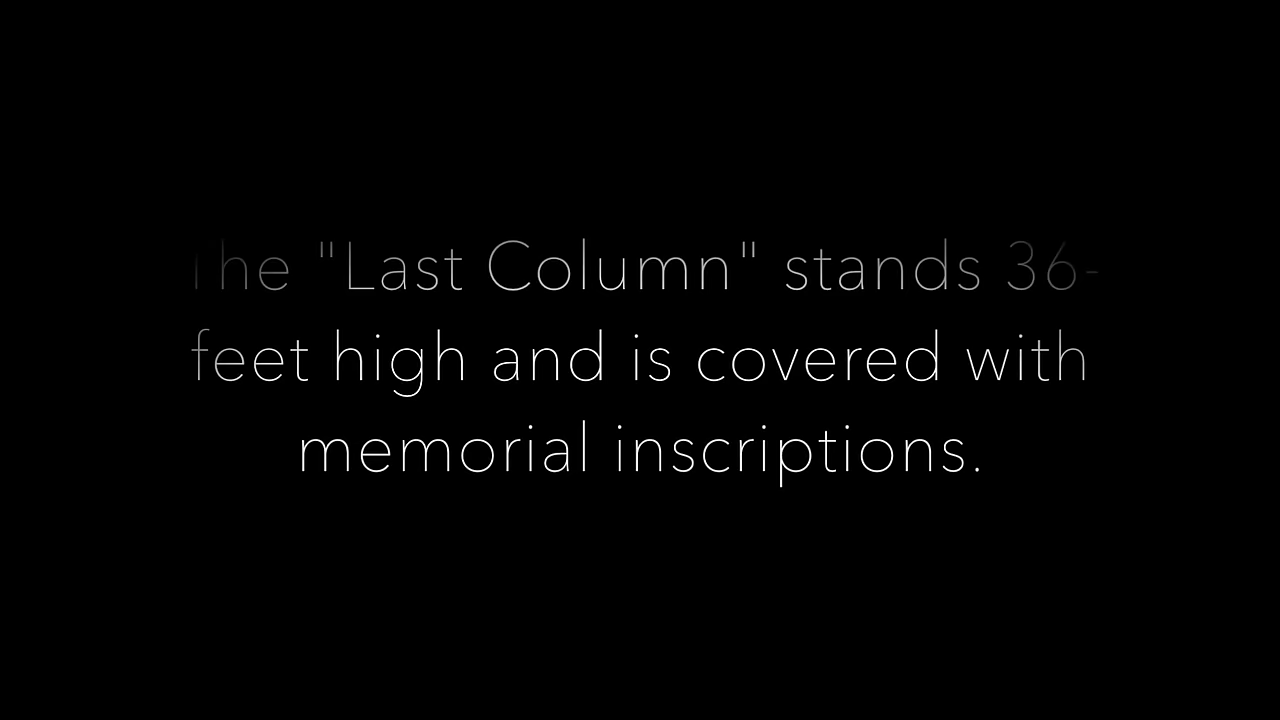 The "Last Column" stands 36-
feet high and is covered with
memorial inscriptions.